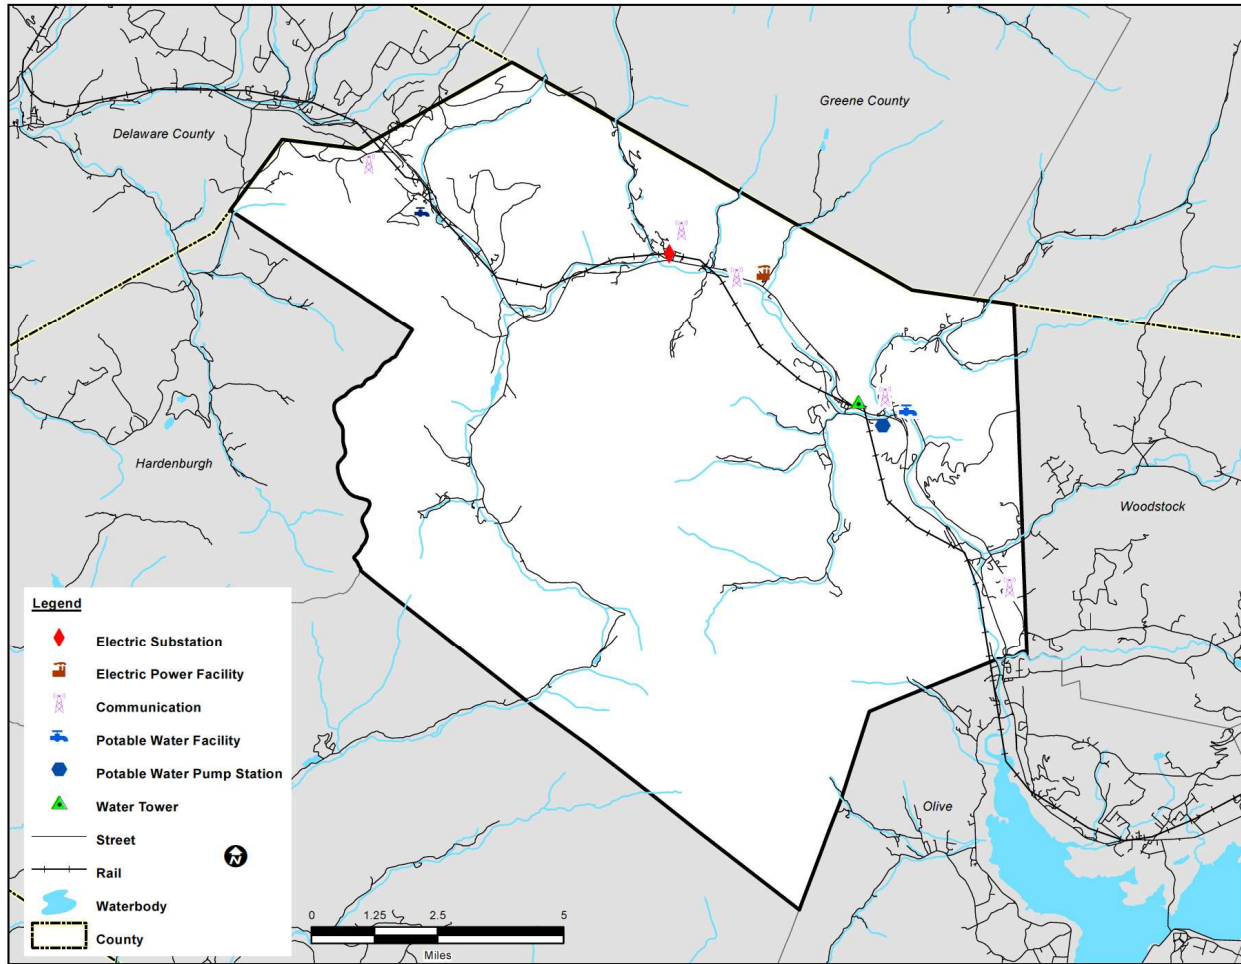 Greene County
Delaware County
Hardenburgh
Woodstock
Olive
Legend
Electric Substation
Electric Power Facility
Communication
Potable Water Facility
Potable Water Pump Station
Water Tower
Street
Rail
Waterbody
County
N
0 1.25 2.5 5
Miles